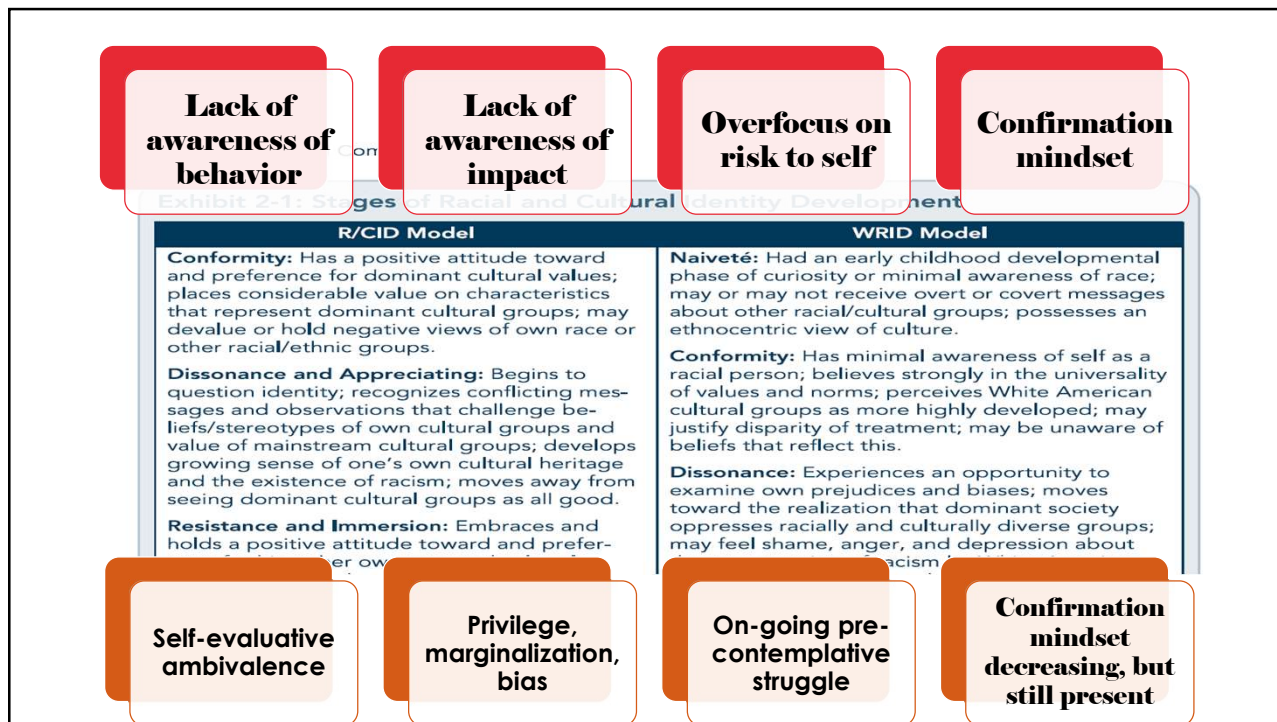 Lack of
awareness of
behavior
Lack of
awareness of
impact
Overfocus on
risk to self
Confirmation
mindset
Com
Exhibit 2-1: Stages of Racial and Cultural Identity Development
R/CID Model
Conformity: Has a positive attitude toward
and preference for dominant cultural values;
places considerable value on characteristics
that represent dominant cultural groups; may
devalue or hold negative views of own race or
other racial/ethnic groups.
Dissonance and Appreciating: Begins to
question identity; recognizes conflicting mes-
sages and observations that challenge be-
liefs/stereotypes of own cultural groups and
value of mainstream cultural groups; develops
growing sense of one's own cultural heritage
and the existence of racism; moves away from
seeing dominant cultural groups as all good.
Resistance and Immersion: Embraces and
holds a positive attitude toward and prefer-
WRID Model
Naiveté: Had an early childhood developmental
phase of curiosity or minimal awareness of race;
may or may not receive overt or covert messages
about other racial/cultural groups; possesses an
ethnocentric view of culture.
Conformity: Has minimal awareness of self as a
racial person; believes strongly in the universality
of values and norms; perceives White American
cultural groups as more highly developed; may
justify disparity of treatment; may be unaware of
beliefs that reflect this.
Dissonance: Experiences an opportunity to
examine own prejudices and biases; moves
toward the realization that dominant society
oppresses racially and culturally diverse groups;
may feel shame, anger, and depression about
Self-evaluative
ambivalence
Privilege,
marginalization,
bias
On-going pre-
contemplative
struggle
Confirmation
mindset
decreasing, but
still present